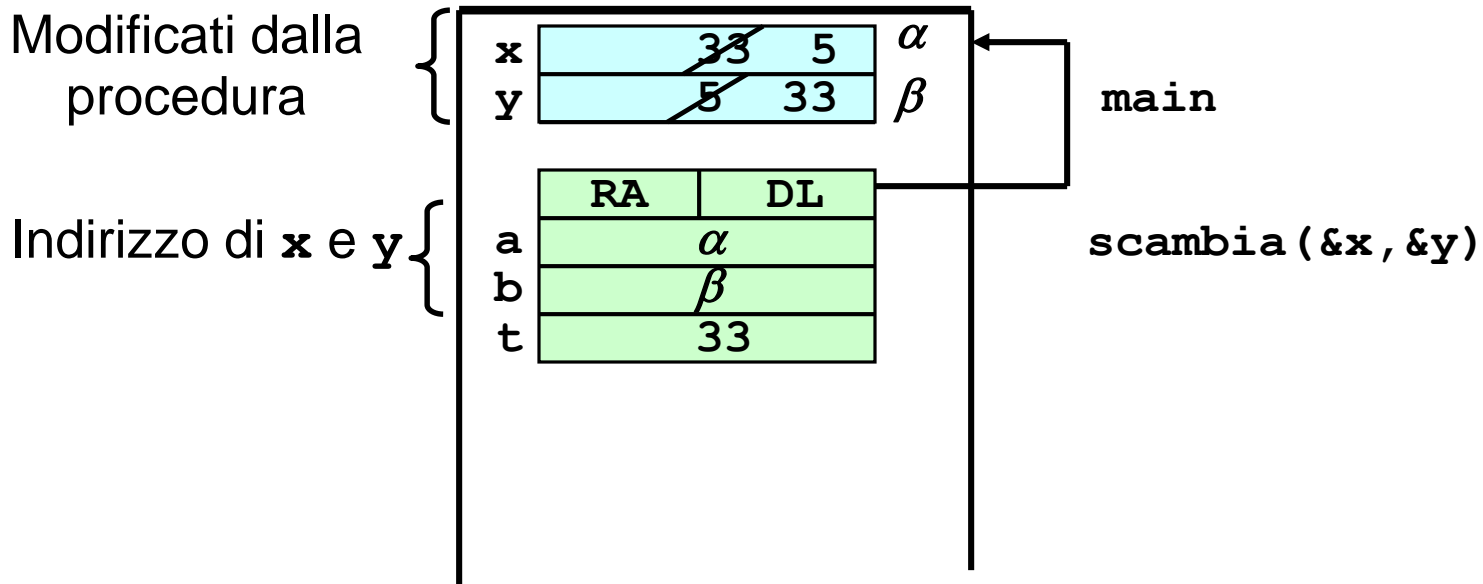 Modificati dalla
procedura
x 33 5 α
y 5 33 β
main
RA DL
Indirizzo di x e y
a α
scambia(&x,&y)
b β
t 33